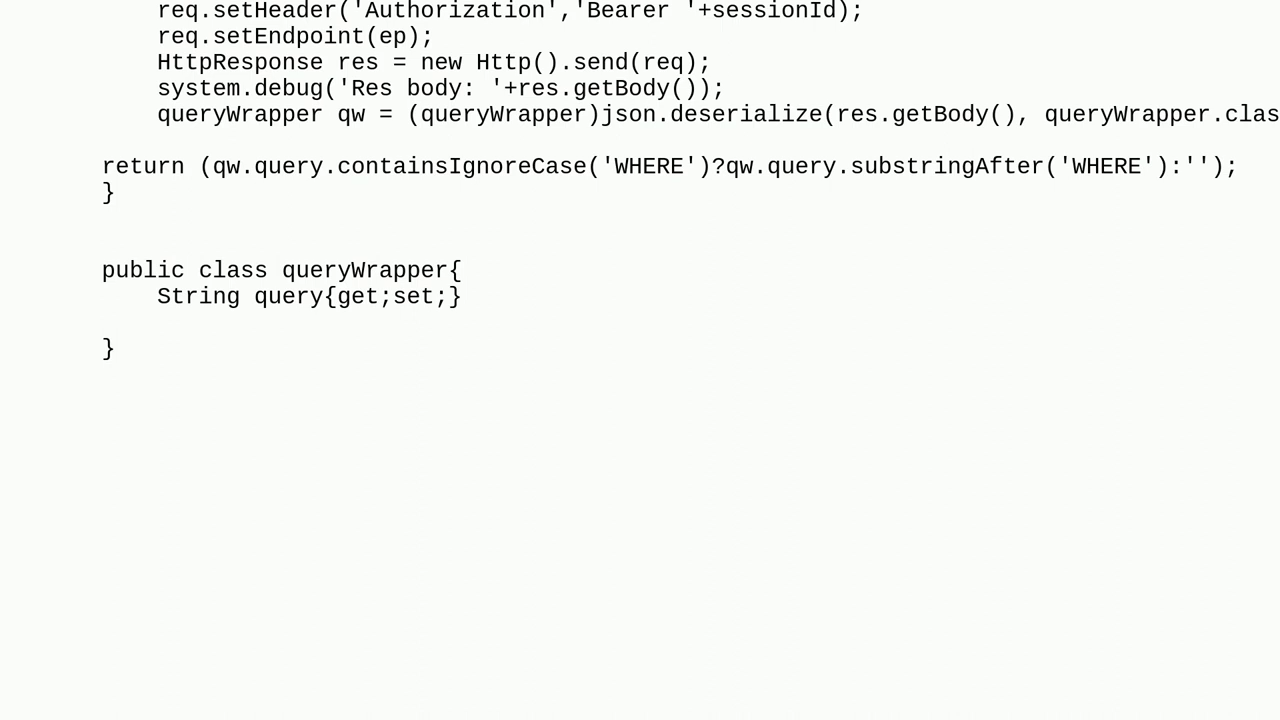 req.setHeader('Authorization','Bearer '+sessionId);
req.setEndpoint(ep);
HttpResponse res = new Http().send(req);
system.debug('Res body: '+res.getBody());
queryWrapper qw = (queryWrapper)json.deserialize(res.getBody(), queryWrapper.clas
return (qw.query.containsIgnoreCase('WHERE')?qw.query.substringAfter('WHERE'):'');
}
public class queryWrapper{
String query{get;set;}
}